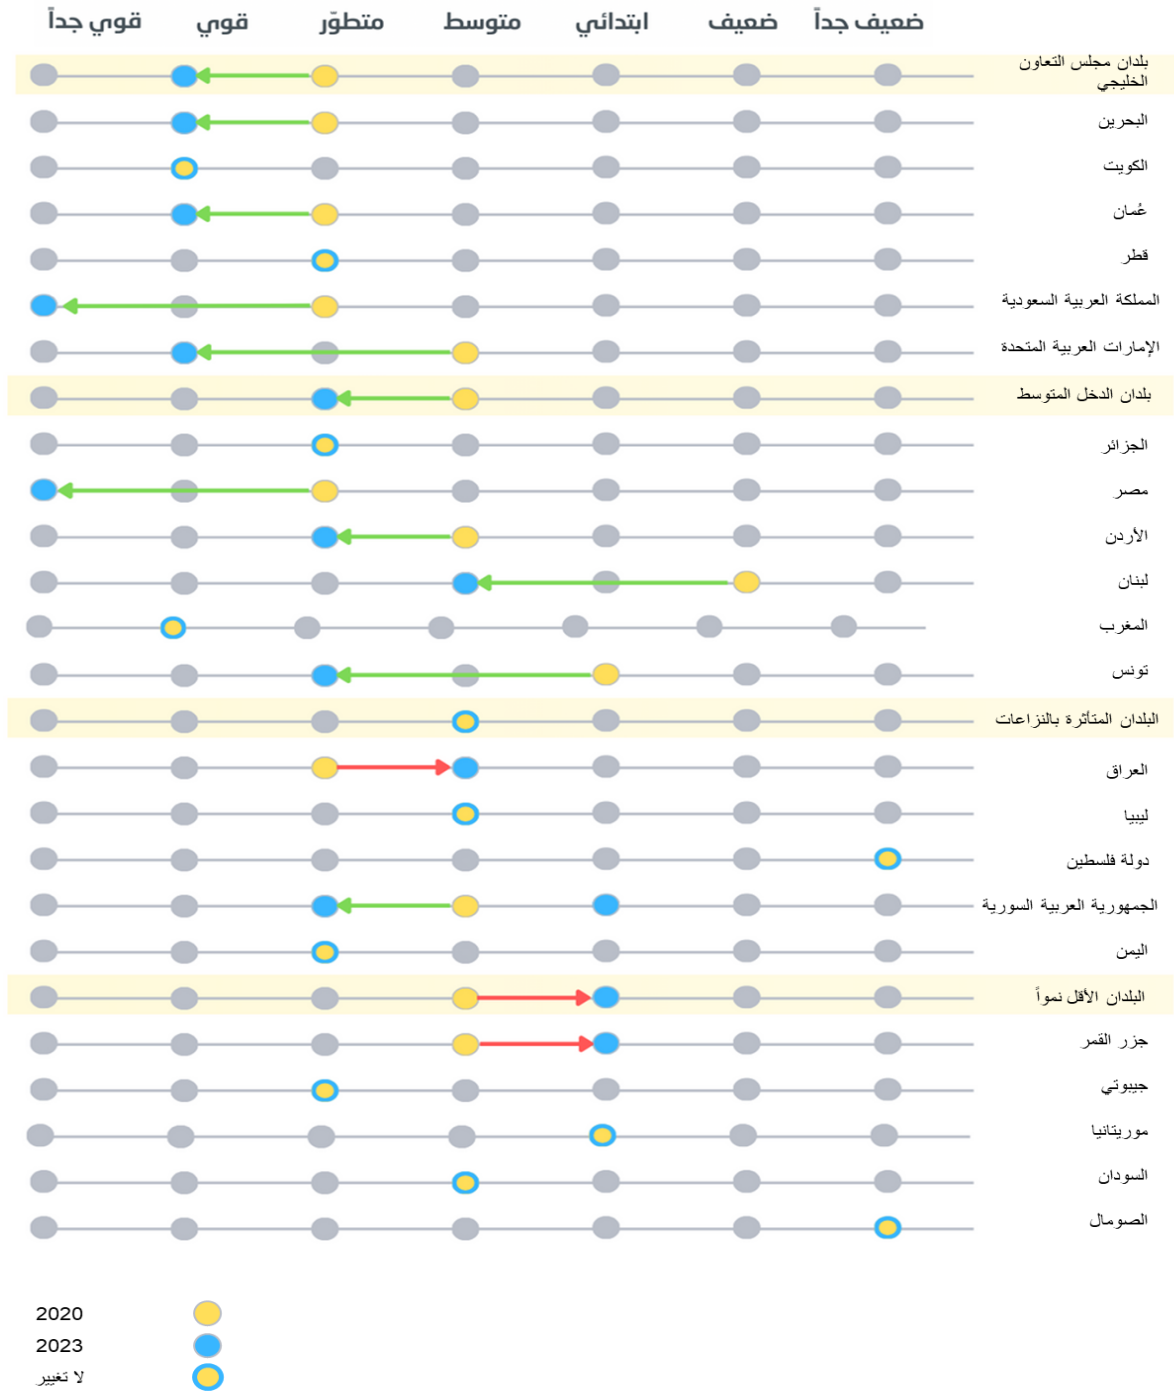 ضعيف جداً ضعيف ابتدائي متوسط متطوّر قوي قوي جداً
بلدان مجلس التعاون
الخليجي
البحرين
الكويت
عُمان
قطر
المملكة العربية السعودية
الإمارات العربية المتحدة
بلدان الدخل المتوسط
الجزائر
مصر
الأردن
لبنان
المغرب
تونس
البلدان المتأثرة بالنزاعات
العراق
ليبيا
دولة فلسطين
الجمهورية العربية السورية
اليمن
البلدان الأقل نمواً
جزر القمر
جيبوتي
موريتانيا
السودان
الصومال
2020
2023
لا تغيير